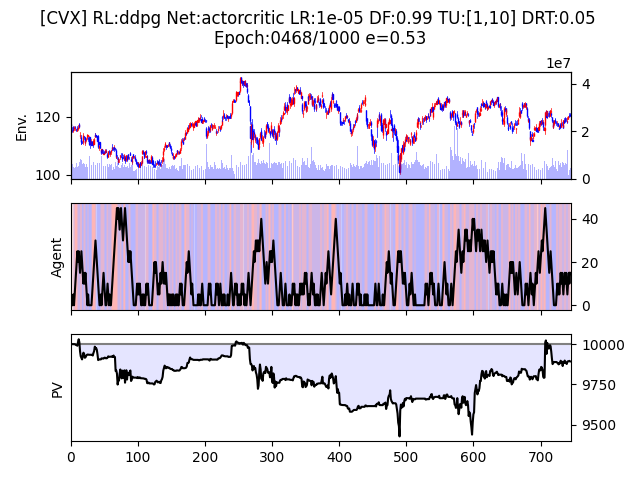 [CVX] RL:ddpg Net:actorcritic LR:1e-05 DF:0.99 TU:[1,10] DRT:0.05
Epoch:0468/1000 e=0.53
1e7
Env.
120
100
4
2
0
Agent
40
20
0
PV
10000
9750
9500
0 100 200 300 400 500 600 700